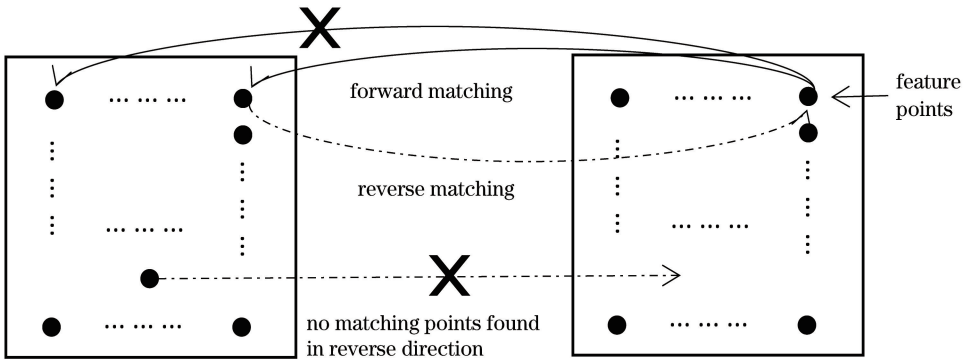 forward matching
feature
points
reverse matching
no matching points found
in reverse direction